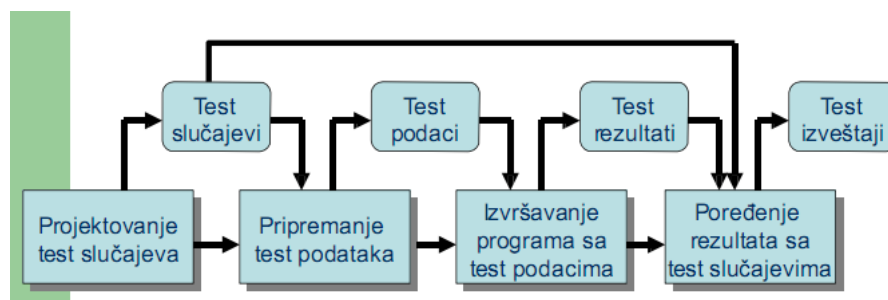 Test
slučajevi
Test
podaci
Test
rezultati
Test
izveštaji
Projektovanje
test slučajeva
Pripremanje
test podataka
Izvršavanje
programa sa
test podacima
Poređenje
rezultata sa
test slučajevima